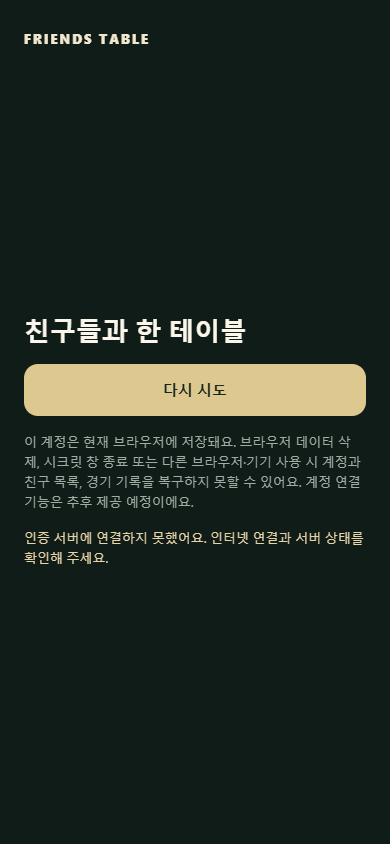 FRIENDS TABLE
친구들과 한 테이블
다시 시도
이 계정은 현재 브라우저에 저장돼요. 브라우저 데이터 삭
제, 시크릿 창 종료 또는 다른 브라우저·기기 사용 시 계정과
친구 목록, 경기 기록을 복구하지 못할 수 있어요. 계정 연결
기능은 추후 제공 예정이에요.
인증 서버에 연결하지 못했어요. 인터넷 연결과 서버 상태를
확인해 주세요.